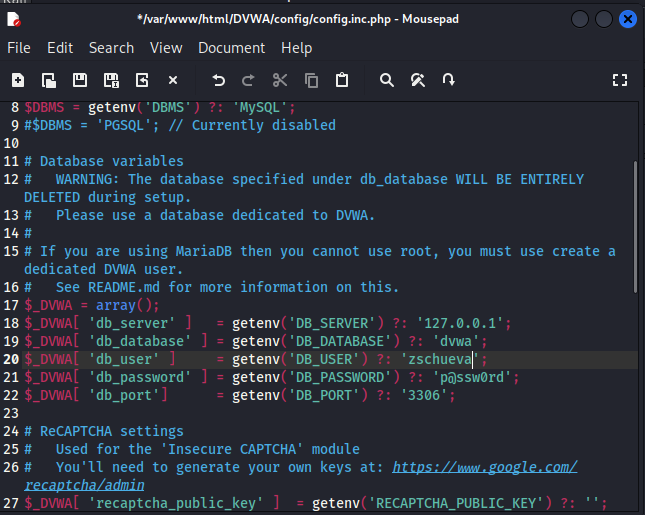 */var/www/html/DVWA/config/config.inc.php - Mousepad
File Edit Search View Document Help
8 $DBMS = getenv('DBMS') ?: 'MySQL';
9 #$DBMS = 'PGSQL'; // Currently disabled
10
11 # Database variables
12 #   WARNING: The database specified under db_database WILL BE ENTIRELY
DELETED during setup.
13 #   Please use a database dedicated to DVWA.
14 #
15 # If you are using MariaDB then you cannot use root, you must use create a
dedicated DVWA user.
16 #   See README.md for more information on this.
17 $_DVWA = array();
18 $_DVWA[ 'db_server' ]   = getenv('DB_SERVER') ?: '127.0.0.1';
19 $_DVWA[ 'db_database' ] = getenv('DB_DATABASE') ?: 'dvwa';
20 $_DVWA[ 'db_user' ]     = getenv('DB_USER') ?: 'zschueva';
21 $_DVWA[ 'db_password' ] = getenv('DB_PASSWORD') ?: 'p@ssw0rd';
22 $_DVWA[ 'db_port']      = getenv('DB_PORT') ?: '3306';
23
24 # ReCAPTCHA settings
25 #   Used for the 'Insecure CAPTCHA' module
26 #   You'll need to generate your own keys at: https://www.google.com/
recaptcha/admin
27 $_DVWA[ 'recaptcha_public_key' ]  = getenv('RECAPTCHA_PUBLIC_KEY') ?: '';